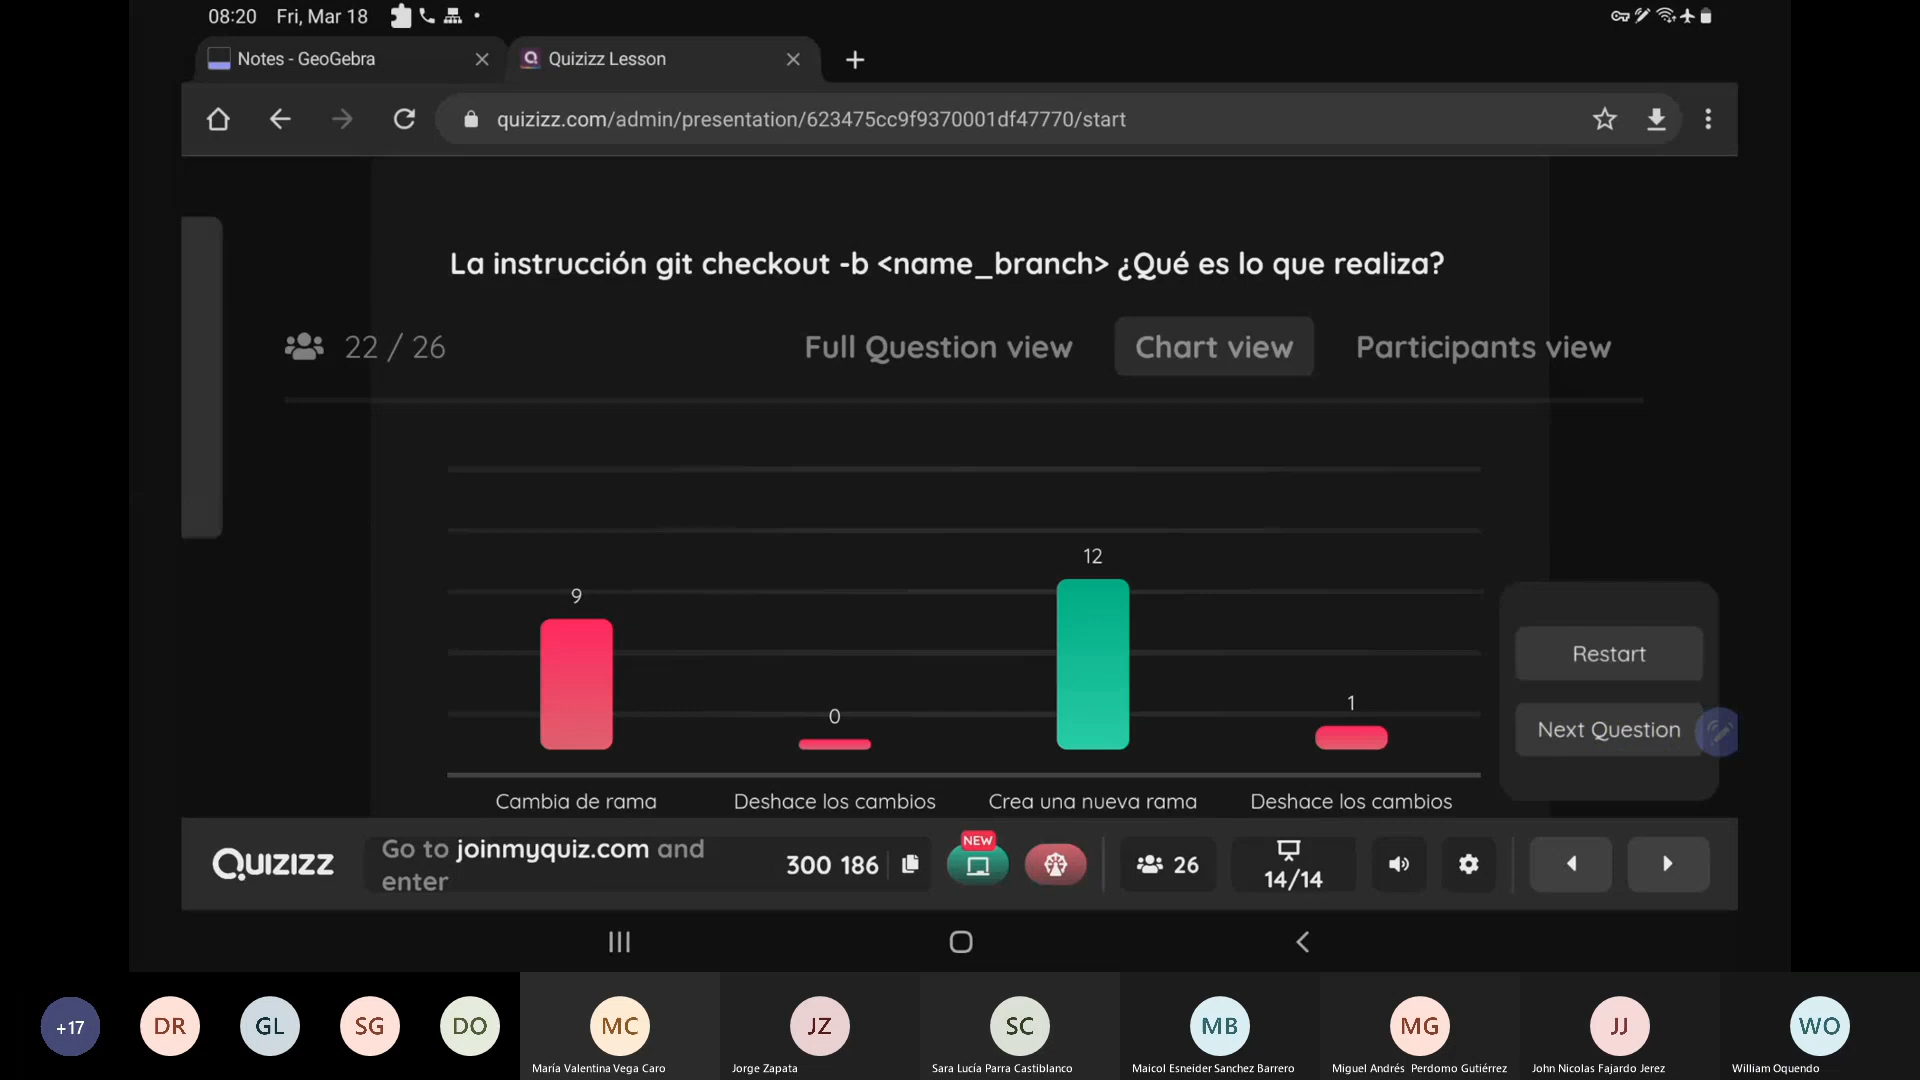 08:20 Fri, Mar 18
Notes - GeoGebra
Quizizz Lesson
quizizz.com/admin/presentation/623475cc9f9370001df47770/start
La instrucción git checkout -b <name_branch> ¿Qué es lo que realiza?
22 / 26
Full Question view
Chart view
Participants view
9
0
12
1
Cambia de rama
Deshace los cambios
Crea una nueva rama
Deshace los cambios
Restart
Next Question
QUIZIZZ
Go to joinmyquiz.com and
enter
300 186
NEW
26
14/14
+17
DR
GL
SG
DO
MC
JZ
SC
MB
MG
JJ
WO
María Valentina Vega Caro
Jorge Zapata
Sara Lucía Parra Castiblanco
Maicol Esneider Sanchez Barrero
Miguel Andrés Perdomo Gutiérrez
John Nicolas Fajardo Jerez
William Oquendo